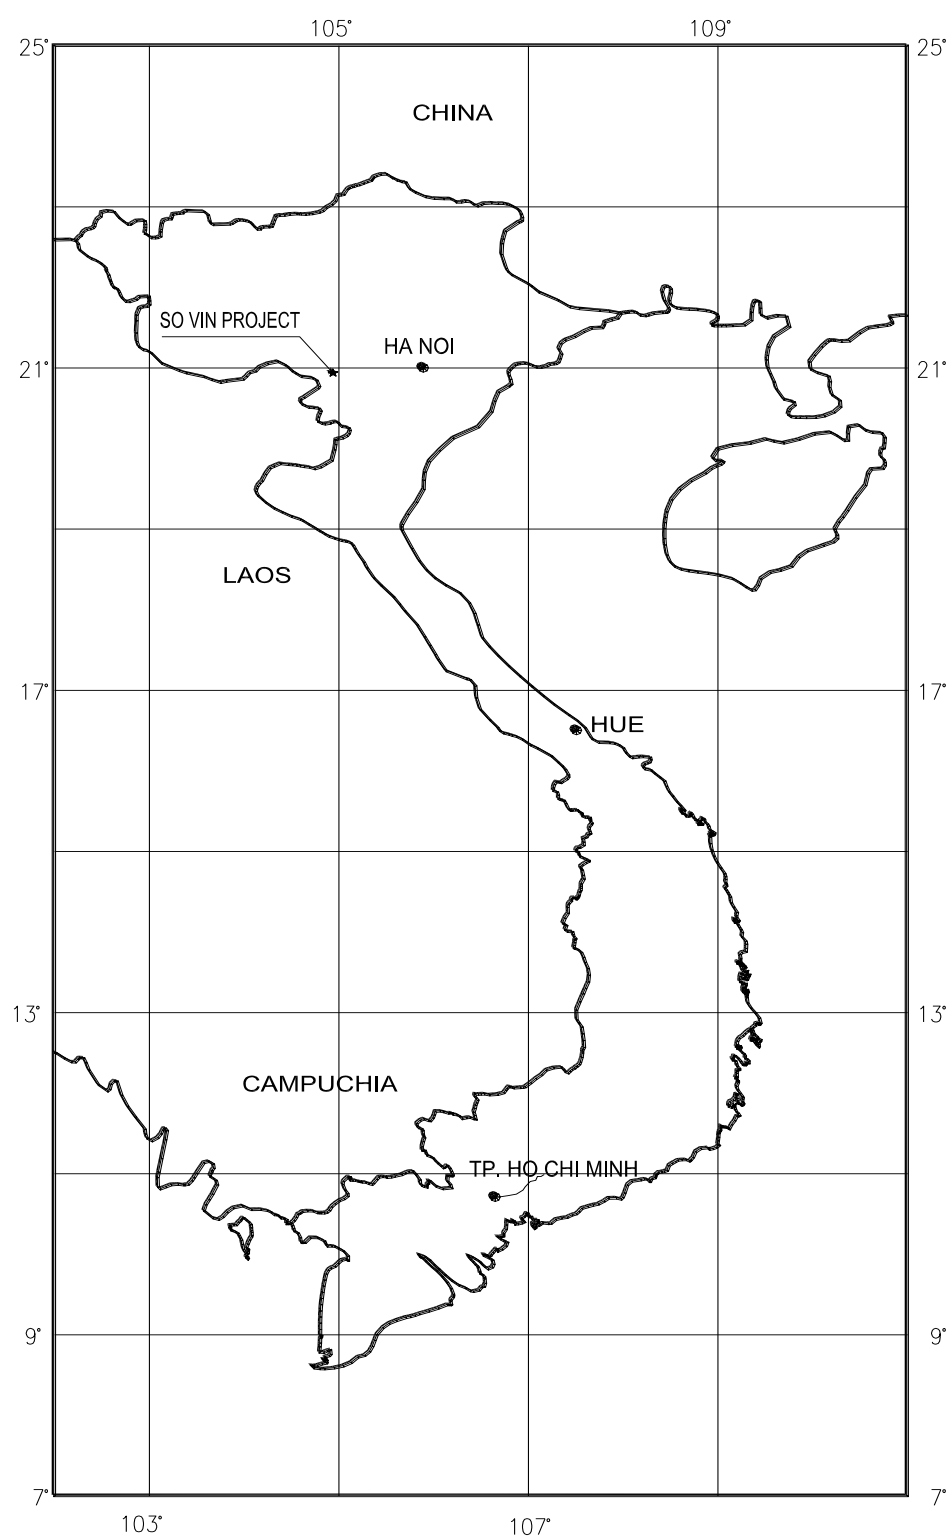 105° 109°
25° 25°
CHINA
SO VIN PROJECT
HA NOI
21° 21°
LAOS
17° 17°
HUE
13° 13°
CAMPUCHIA
TP. HO CHI MINH
9° 9°
7° 7°
103° 107°